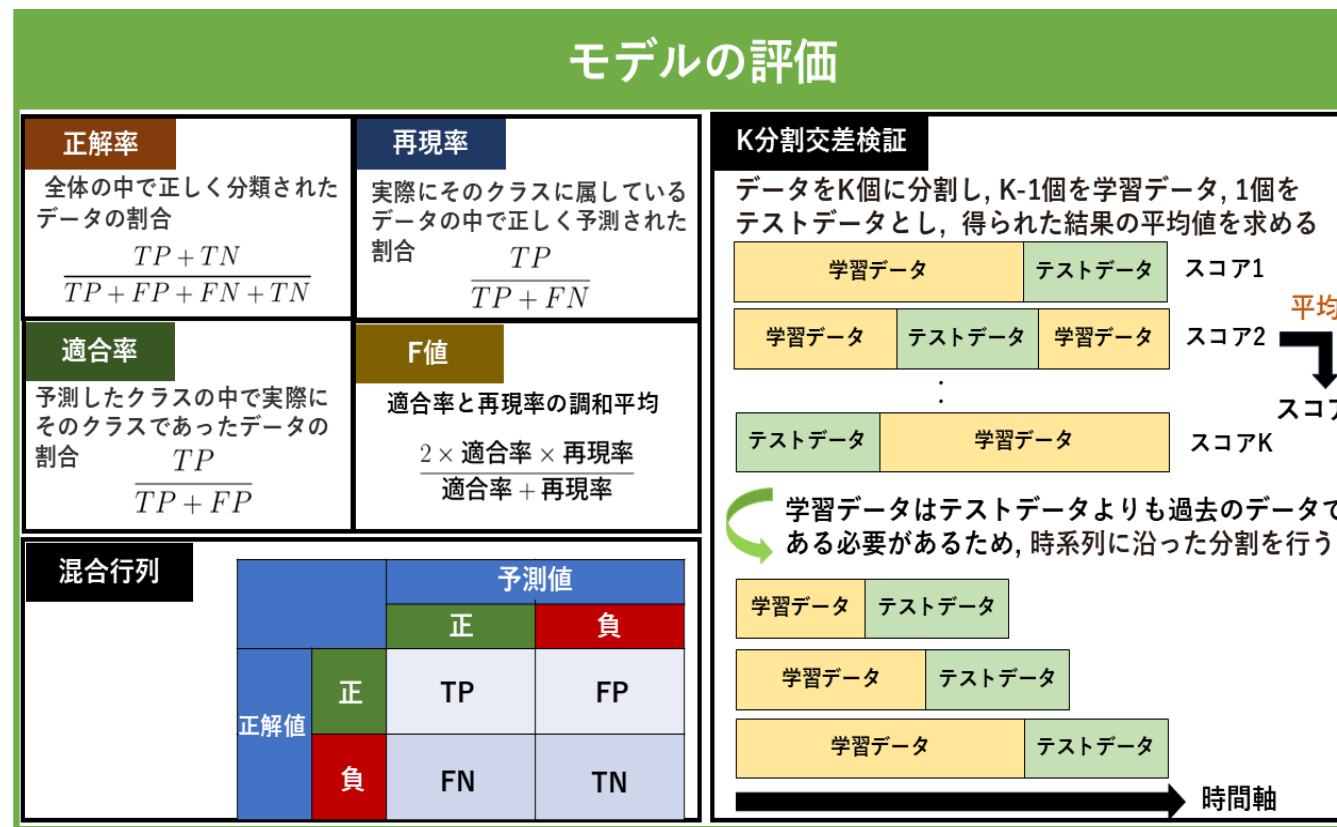 モデルの評価
正解率
全体の中で正しく分類された
データの割合
TP + TN
TP + FP + FN + TN
再現率
実際にそのクラスに属している
データの中で正しく予測された
割合
TP
TP + FN
適合率
予測したクラスの中で実際に
そのクラスであったデータの
割合
TP
TP + FP
F値
適合率と再現率の調和平均
2 × 適合率 × 再現率
適合率 + 再現率
混合行列
予測値
正 負
正解値
正 TP FP
負 FN TN
K分割交差検証
データをK個に分割し, K-1個を学習データ, 1個を
テストデータとし, 得られた結果の平均値を求める
学習データ テストデータ スコア1
平均
学習データ テストデータ 学習データ スコア2
:
スコア
テストデータ 学習データ スコアK
学習データはテストデータよりも過去のデータで
ある必要があるため, 時系列に沿った分割を行う
学習データ テストデータ
学習データ テストデータ
学習データ テストデータ
時間軸